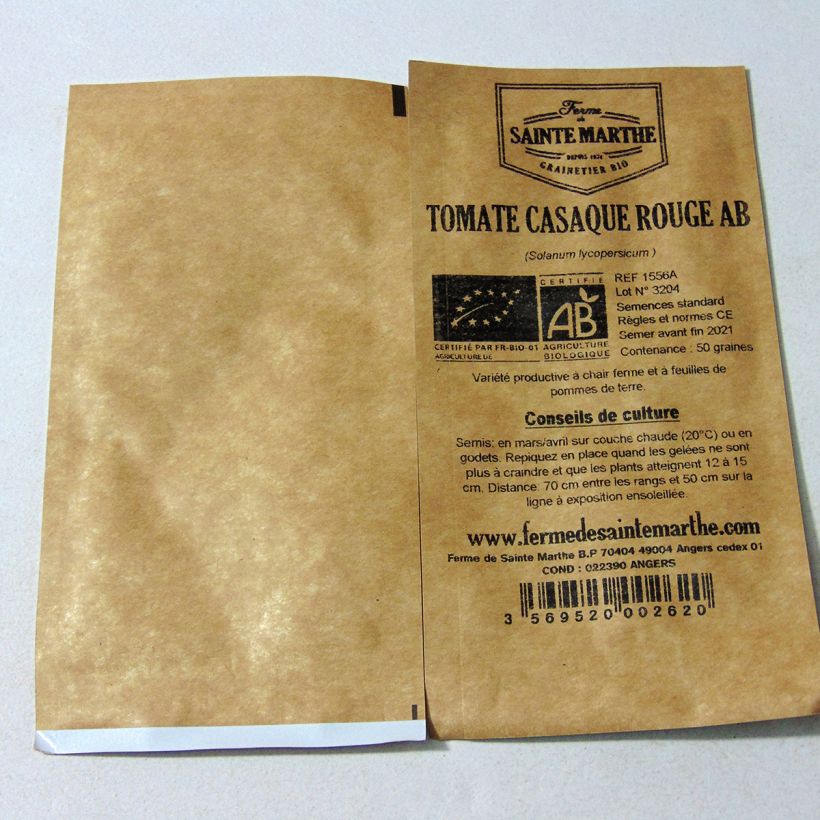 Ferme
de
SAINTE MARTHE
DEPUIS 1974
GRAINETIER BIO
TOMATE CASAQUE ROUGE AB
(Solanum lycopersicum )
CERTIFIÉ
AB
CERTIFIÉ PAR FR-BIO-01
AGRICULTURE DE
AGRICULTURE
BIOLOGIQUE
REF 1556A
Lot N° 3204
Semences standard
Règles et normes CE
Semer avant fin 2021
Contenance : 50 graines
Variété productive à chair ferme et à feuilles de
pommes de terre.
Conseils de culture
Semis: en mars/avril sur couche chaude (20°C) ou en
godets. Repiquez en place quand les gelées ne sont
plus à craindre et que les plants atteignent 12 à 15
cm. Distance: 70 cm entre les rangs et 50 cm sur la
ligne à exposition ensoleillée.
www.fermedesaintemarthe.com
Ferme de Sainte Marthe B.P 70404 49004 Angers cedex 01
COND : 022390 ANGERS
3 569520 002620